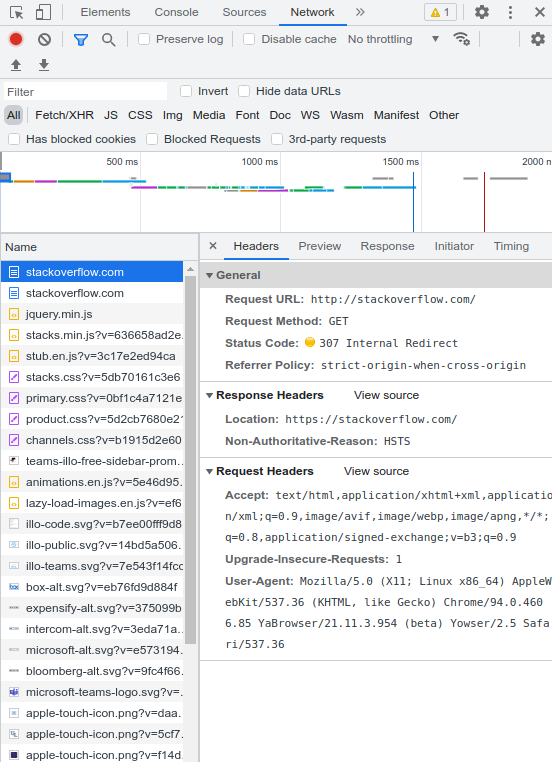 Elements Console Sources Network » 1
Preserve log Disable cache No throttling
Filter Invert Hide data URLs
All Fetch/XHR JS CSS Img Media Font Doc WS Wasm Manifest Other
Has blocked cookies Blocked Requests 3rd-party requests
500 ms 1000 ms 1500 ms 2000 n
Name
stackoverflow.com
stackoverflow.com
jquery.min.js
stacks.min.js?v=636658ad2e
stub.en.js?v=3c17e2ed94ca
stacks.css?v=5db70161c3e6
primary.css?v=0bf1c4a7121e
product.css?v=5d2cb7680e21
channels.css?v=b1915d2e60
teams-illo-free-sidebar-prom…
animations.en.js?v=5e46d95…
lazy-load-images.en.js?v=ef6
illo-code.svg?v=b7ee00fff9d8
illo-public.svg?v=14bd5a506…
illo-teams.svg?v=7e543f14fcc
box-alt.svg?v=eb76fd9d884f
expensify-alt.svg?v=375099b
intercom-alt.svg?v=3eda71a…
microsoft-alt.svg?v=e573194…
bloomberg-alt.svg?v=9fc4f66…
microsoft-teams-logo.svg?v=…
apple-touch-icon.png?v=daa…
apple-touch-icon.png?v=5cf7…
apple-touch-icon.png?v=f14d…
× Headers Preview Response Initiator Timing
General
Request URL: http://stackoverflow.com/
Request Method: GET
Status Code: 307 Internal Redirect
Referrer Policy: strict-origin-when-cross-origin
Response Headers View source
Location: https://stackoverflow.com/
Non-Authoritative-Reason: HSTS
Request Headers View source
Accept: text/html,application/xhtml+xml,applicatio
n/xml;q=0.9,image/avif,image/webp,image/apng,*/*;
q=0.8,application/signed-exchange;v=b3;q=0.9
Upgrade-Insecure-Requests: 1
User-Agent: Mozilla/5.0 (X11; Linux x86_64) AppleW
ebKit/537.36 (KHTML, like Gecko) Chrome/94.0.460
6.85 YaBrowser/21.11.3.954 (beta) Yowser/2.5 Safa
ri/537.36